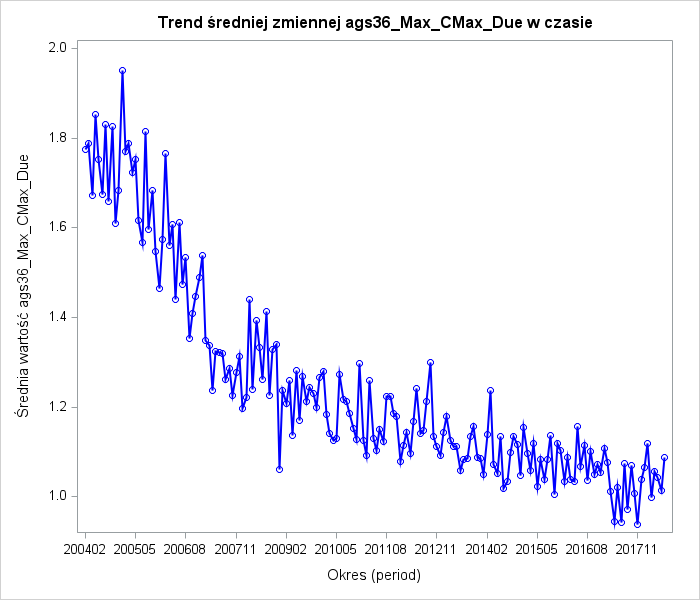 Trend średniej zmiennej ags36_Max_CMax_Due w czasie
2.0
1.8
1.6
1.4
1.2
1.0
Średnia wartość ags36_Max_CMax_Due
200402 200505 200608 200711 200902 201005 201108 201211 201402 201505 201608 201711
Okres (period)